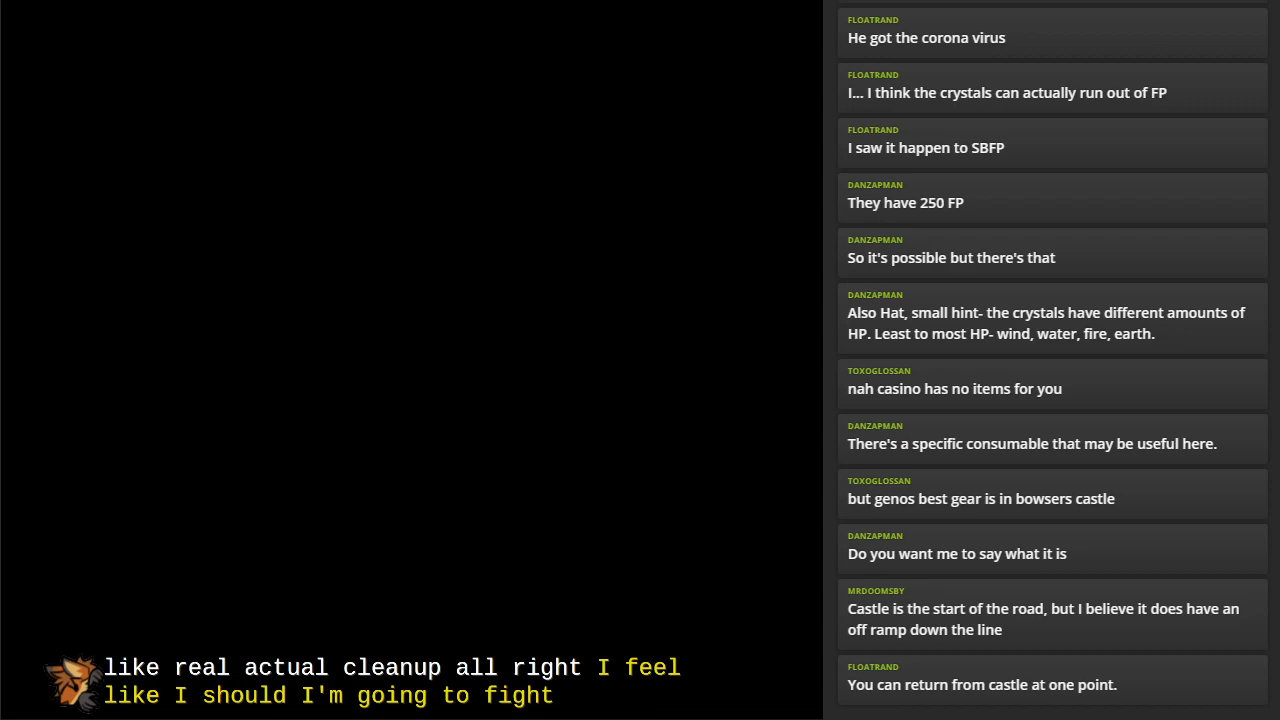 FLOATRAND
He got the corona virus
FLOATRAND
I... I think the crystals can actually run out of FP
FLOATRAND
I saw it happen to SBFP
DANZAPMAN
They have 250 FP
DANZAPMAN
So it's possible but there's that
DANZAPMAN
Also Hat, small hint- the crystals have different amounts of
HP. Least to most HP- wind, water, fire, earth.
TOXOGLOSSAN
nah casino has no items for you
DANZAPMAN
There's a specific consumable that may be useful here.
TOXOGLOSSAN
but genos best gear is in bowsers castle
DANZAPMAN
Do you want me to say what it is
MRDOOMSBY
Castle is the start of the road, but I believe it does have an
off ramp down the line
FLOATRAND
You can return from castle at one point.
like real actual cleanup all right I feel
like I should I'm going to fight